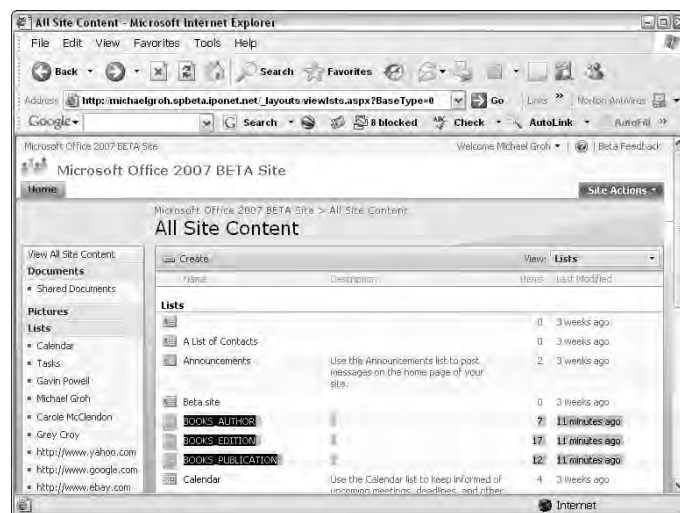 All Site Content - Microsoft Internet Explorer
File Edit View Favorites Tools Help
Back Search Favorites
Address http://michaelgroh.spbeta.iponet.net/_layouts/viewlsts.aspx?BaseType=0 Go Links » Norton AntiVirus
Google Search 8 blocked Check AutoLink AutoFill »
Microsoft Office 2007 BETA Site Welcome Michael Groh Beta Feedback
Microsoft Office 2007 BETA Site
Home Site Actions
Microsoft Office 2007 BETA Site > All Site Content
All Site Content
View All Site Content
Documents
Shared Documents
Pictures
Lists
Calendar
Tasks
Gavin Powell
Michael Groh
Carole McClendon
Grey Croy
http://www.yahoo.com
http://www.google.com
http://www.ebay.com
Create View: Lists
Name Description Items Last Modified
Lists
0 3 weeks ago
A List of Contacts 0 3 weeks ago
Announcements Use the Announcements list to post 2 3 weeks ago
messages on the home page of your
site.
Beta site 0 3 weeks ago
BOOKS_AUTHOR 7 11 minutes ago
BOOKS_EDITION 17 11 minutes ago
BOOKS_PUBLICATION 12 11 minutes ago
Calendar Use the Calendar list to keep informed of 4 3 weeks ago
upcoming meetings, deadlines, and other
Internet